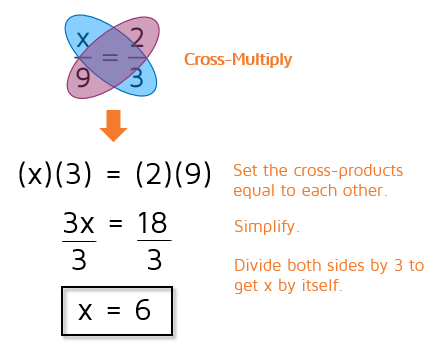 x/9 = 2/3
Cross-Multiply
(x)(3) = (2)(9)
Set the cross-products
equal to each other.
3x/3 = 18/3
Simplify.
Divide both sides by 3 to
get x by itself.
x = 6